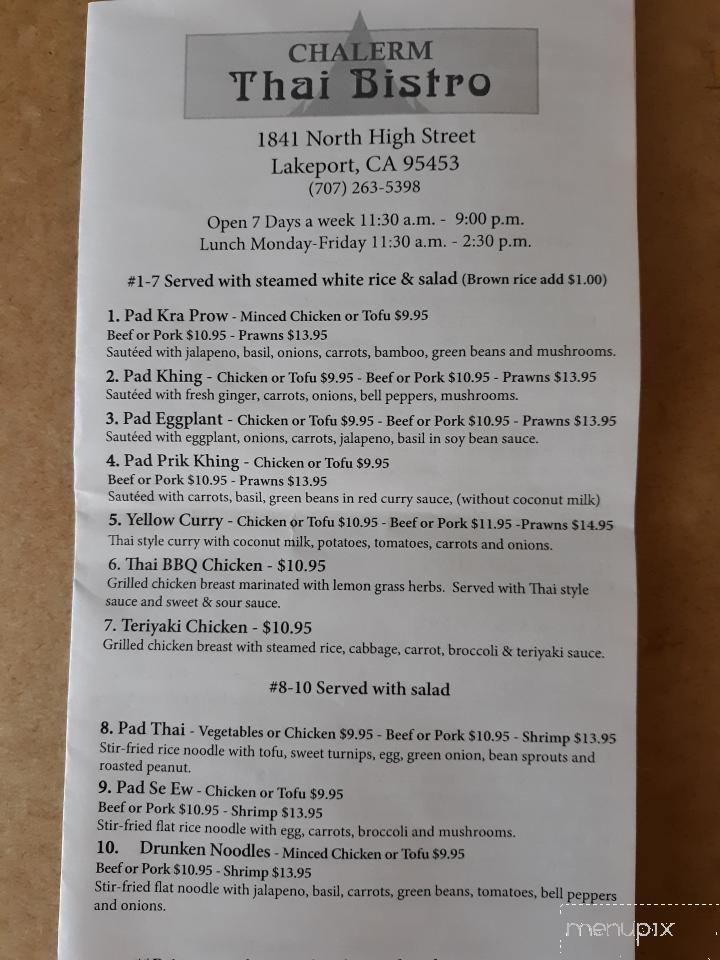 CHALERM
Thai Bistro
1841 North High Street
Lakeport, CA 95453
(707) 263-5398
Open 7 Days a week 11:30 a.m. - 9:00 p.m.
Lunch Monday-Friday 11:30 a.m. - 2:30 p.m.
#1-7 Served with steamed white rice & salad (Brown rice add $1.00)
1. Pad Kra Prow - Minced Chicken or Tofu $9.95
Beef or Pork $10.95 - Prawns $13.95
Sautéed with jalapeno, basil, onions, carrots, bamboo, green beans and mushrooms.
2. Pad Khing - Chicken or Tofu $9.95 - Beef or Pork $10.95 - Prawns $13.95
Sautéed with fresh ginger, carrots, onions, bell peppers, mushrooms.
3. Pad Eggplant - Chicken or Tofu $9.95 - Beef or Pork $10.95 - Prawns $13.95
Sautéed with eggplant, onions, carrots, jalapeno, basil in soy bean sauce.
4. Pad Prik Khing - Chicken or Tofu $9.95
Beef or Pork $10.95 - Prawns $13.95
Sautéed with carrots, basil, green beans in red curry sauce, (without coconut milk)
5. Yellow Curry - Chicken or Tofu $10.95 - Beef or Pork $11.95 -Prawns $14.95
Thai style curry with coconut milk, potatoes, tomatoes, carrots and onions.
6. Thai BBQ Chicken - $10.95
Grilled chicken breast marinated with lemon grass herbs. Served with Thai style
sauce and sweet & sour sauce.
7. Teriyaki Chicken - $10.95
Grilled chicken breast with steamed rice, cabbage, carrot, broccoli & teriyaki sauce.
#8-10 Served with salad
8. Pad Thai - Vegetables or Chicken $9.95 - Beef or Pork $10.95 - Shrimp $13.95
Stir-fried rice noodle with tofu, sweet turnips, egg, green onion, bean sprouts and
roasted peanut.
9. Pad Se Ew - Chicken or Tofu $9.95
Beef or Pork $10.95 - Shrimp $13.95
Stir-fried flat rice noodle with egg, carrots, broccoli and mushrooms.
10. Drunken Noodles - Minced Chicken or Tofu $9.95
Beef or Pork $10.95 - Shrimp $13.95
Stir-fried flat noodle with jalapeno, basil, carrots, green beans, tomatoes, bell peppers
and onions.
menupix